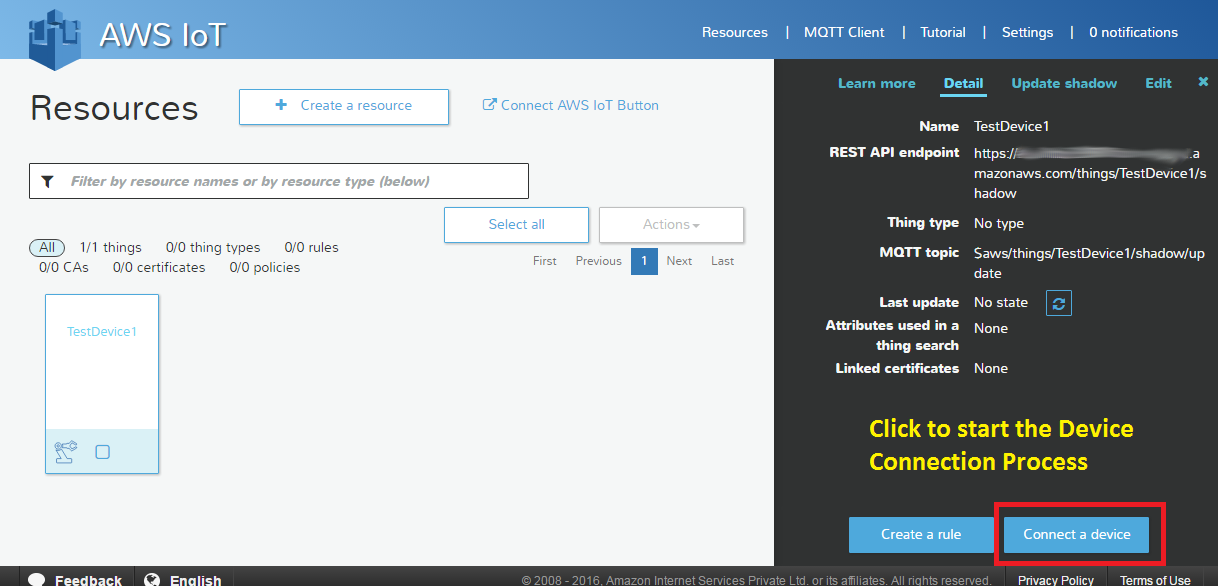 AWS IoT
Resources | MQTT Client | Tutorial | Settings | 0 notifications
Resources
Create a resource
Connect AWS IoT Button
Filter by resource names or by resource type (below)
Select all
Actions
All 1/1 things 0/0 thing types 0/0 rules
0/0 CAs 0/0 certificates 0/0 policies
First Previous 1 Next Last
TestDevice1
Learn more Detail Update shadow Edit
Name TestDevice1
REST API endpoint https:// .a
mazonaws.com/things/TestDevice1/s
hadow
Thing type No type
MQTT topic $aws/things/TestDevice1/shadow/up
date
Last update No state
Attributes used in a
thing search
None
Linked certificates None
Click to start the Device
Connection Process
Create a rule
Connect a device
Feedback English © 2008 - 2016, Amazon Internet Services Private Ltd. or its affiliates. All rights reserved. Privacy Policy Terms of Use